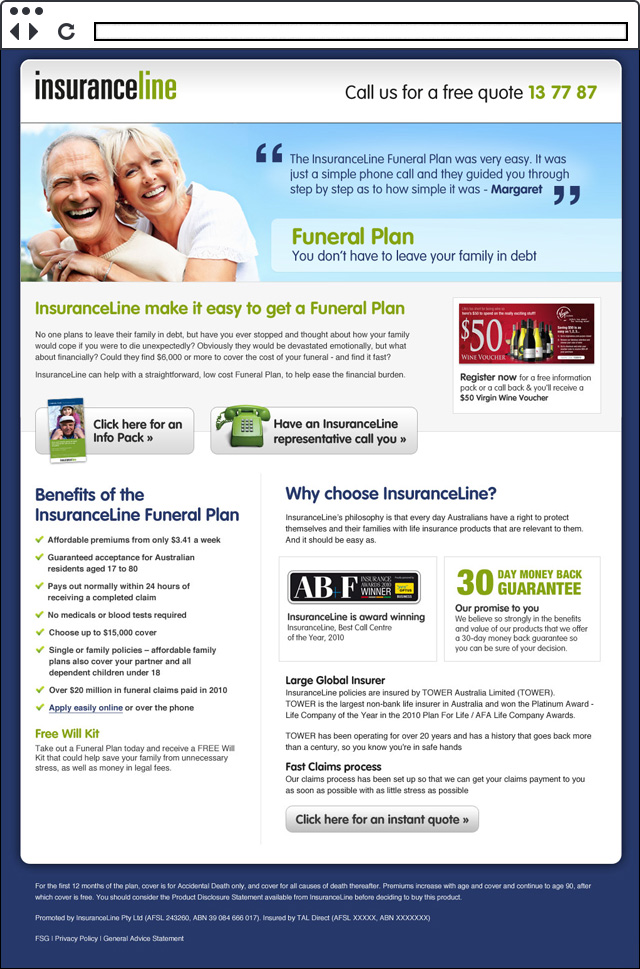 insuranceline
Call us for a free quote 13 77 87
“ The InsuranceLine Funeral Plan was very easy. It was
just a simple phone call and they guided you through
step by step as to how simple it was - Margaret ”
Funeral Plan
You don't have to leave your family in debt
InsuranceLine make it easy to get a Funeral Plan
No one plans to leave their family in debt, but have you ever stopped and thought about how your family
would cope if you were to die unexpectedly? Obviously they would be devastated emotionally, but what
about financially? Could they find $6,000 or more to cover the cost of your funeral - and find it fast?
InsuranceLine can help with a straightforward, low cost Funeral Plan, to help ease the financial burden.
$50
WINE VOUCHER
Register now for a free information
pack or a call back & you'll receive a
$50 Virgin Wine Voucher
Click here for an
Info Pack »
Have an InsuranceLine
representative call you »
Benefits of the
InsuranceLine Funeral Plan
Affordable premiums from only $3.41 a week
Guaranteed acceptance for Australian
residents aged 17 to 80
Pays out normally within 24 hours of
receiving a completed claim
No medicals or blood tests required
Choose up to $15,000 cover
Single or family policies – affordable family
plans also cover your partner and all
dependent children under 18
Over $20 million in funeral claims paid in 2010
Apply easily online or over the phone
Free Will Kit
Take out a Funeral Plan today and receive a FREE Will
Kit that could help save your family from unnecessary
stress, as well as money in legal fees.
Why choose InsuranceLine?
InsuranceLine's philosophy is that every day Australians have a right to protect
themselves and their families with life insurance products that are relevant to them.
And it should be easy as.
AB+F
INSURANCE
AWARDS 2010
WINNER
OPTUS
BUSINESS
InsuranceLine is award winning
InsuranceLine, Best Call Centre
of the Year, 2010
30 DAY MONEY BACK
GUARANTEE
Our promise to you
We believe so strongly in the benefits
and value of our products that we offer
a 30-day money back guarantee so
you can be sure of your decision.
Large Global Insurer
InsuranceLine policies are insured by TOWER Australia Limited (TOWER).
TOWER is the largest non-bank life insurer in Australia and won the Platinum Award -
Life Company of the Year in the 2010 Plan For Life / AFA Life Company Awards.
TOWER has been operating for over 20 years and has a history that goes back more
than a century, so you know you're in safe hands
Fast Claims process
Our claims process has been set up so that we can get your claims payment to you
as soon as possible with as little stress as possible
Click here for an instant quote »
For the first 12 months of the plan, cover is for Accidental Death only, and cover for all causes of death thereafter. Premiums increase with age and cover and continue to age 90, after
which cover is free. You should consider the Product Disclosure Statement available from InsuranceLine before deciding to buy this product.
Promoted by InsuranceLine Pty Ltd (AFSL 243260, ABN 39 084 666 017). Insured by TAL Direct (AFSL XXXXX, ABN XXXXXXX)
FSG | Privacy Policy | General Advice Statement